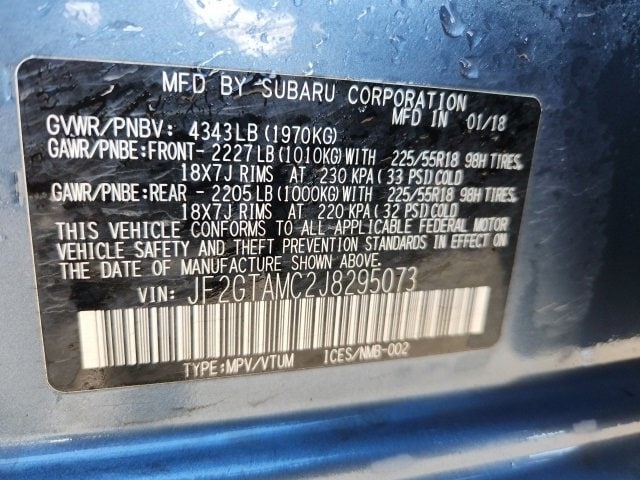 MFD BY SUBARU CORPORATION
MFD IN 01/18
GVWR/PNBV: 4343LB(1970KG)
GAWR/PNBE:FRONT-2227LB(1010KG)WITH 225/55R18 98H TIRES,
18X7J RIMS AT 230 KPA(33 PSI)COLD
GAWR/PNBE:REAR -2205LB(1000KG)WITH 225/55R18 98H TIRES,
18X7J RIMS AT 220 KPA(32 PSI)COLD
THIS VEHICLE CONFORMS TO ALL APPLICABLE FEDERAL MOTOR
VEHICLE SAFETY AND THEFT PREVENTION STANDARDS IN EFFECT ON
THE DATE OF MANUFACTURE SHOWN ABOVE.
VIN: JF2GTAMC2J8295073
TYPE:MPV/VTUM ICES/NMB-002